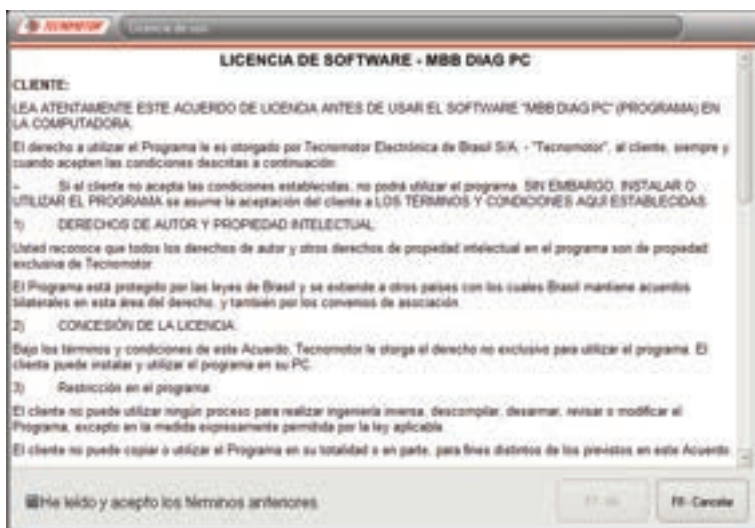 TECNOMOTOR
Licencia de uso
LICENCIA DE SOFTWARE - MBB DIAG PC
CLIENTE:
LEA ATENTAMENTE ESTE ACUERDO DE LICENCIA ANTES DE USAR EL SOFTWARE "MBB DIAG PC" (PROGRAMA) EN
LA COMPUTADORA.
El derecho a utilizar el Programa le es otorgado por Tecnomotor Electrónica de Brasil S/A, - "Tecnomotor", al cliente, siempre y
cuando acepten las condiciones descritas a continuación:
- Si el cliente no acepta las condiciones establecidas, no podrá utilizar el programa. SIN EMBARGO, INSTALAR O
UTILIZAR EL PROGRAMA se asume la aceptación del cliente a LOS TÉRMINOS Y CONDICIONES AQUÍ ESTABLECIDAS.
1) DERECHOS DE AUTOR Y PROPIEDAD INTELECTUAL
Usted reconoce que todos los derechos de autor y otros derechos de propiedad intelectual en el programa son de propiedad
exclusiva de Tecnomotor.
El Programa está protegido por las leyes de Brasil y se extiende a otros países con los cuales Brasil mantiene acuerdos
bilaterales en esta área del derecho, y también por los convenios de asociación.
2) CONCESIÓN DE LA LICENCIA:
Bajo los términos y condiciones de este Acuerdo, Tecnomotor le otorga el derecho no exclusivo para utilizar el programa. El
cliente puede instalar y utilizar el programa en su PC.
3) Restricción en el programa:
El cliente no puede utilizar ningún proceso para realizar ingeniería inversa, descompilar, desarmar, revisar o modificar el
Programa, excepto en la medida expresamente permitida por la ley aplicable.
El cliente no puede copiar o utilizar el Programa en su totalidad o en parte, para fines distintos de los previstos en este Acuerdo.
He leído y acepto los términos anteriores
Cancelar